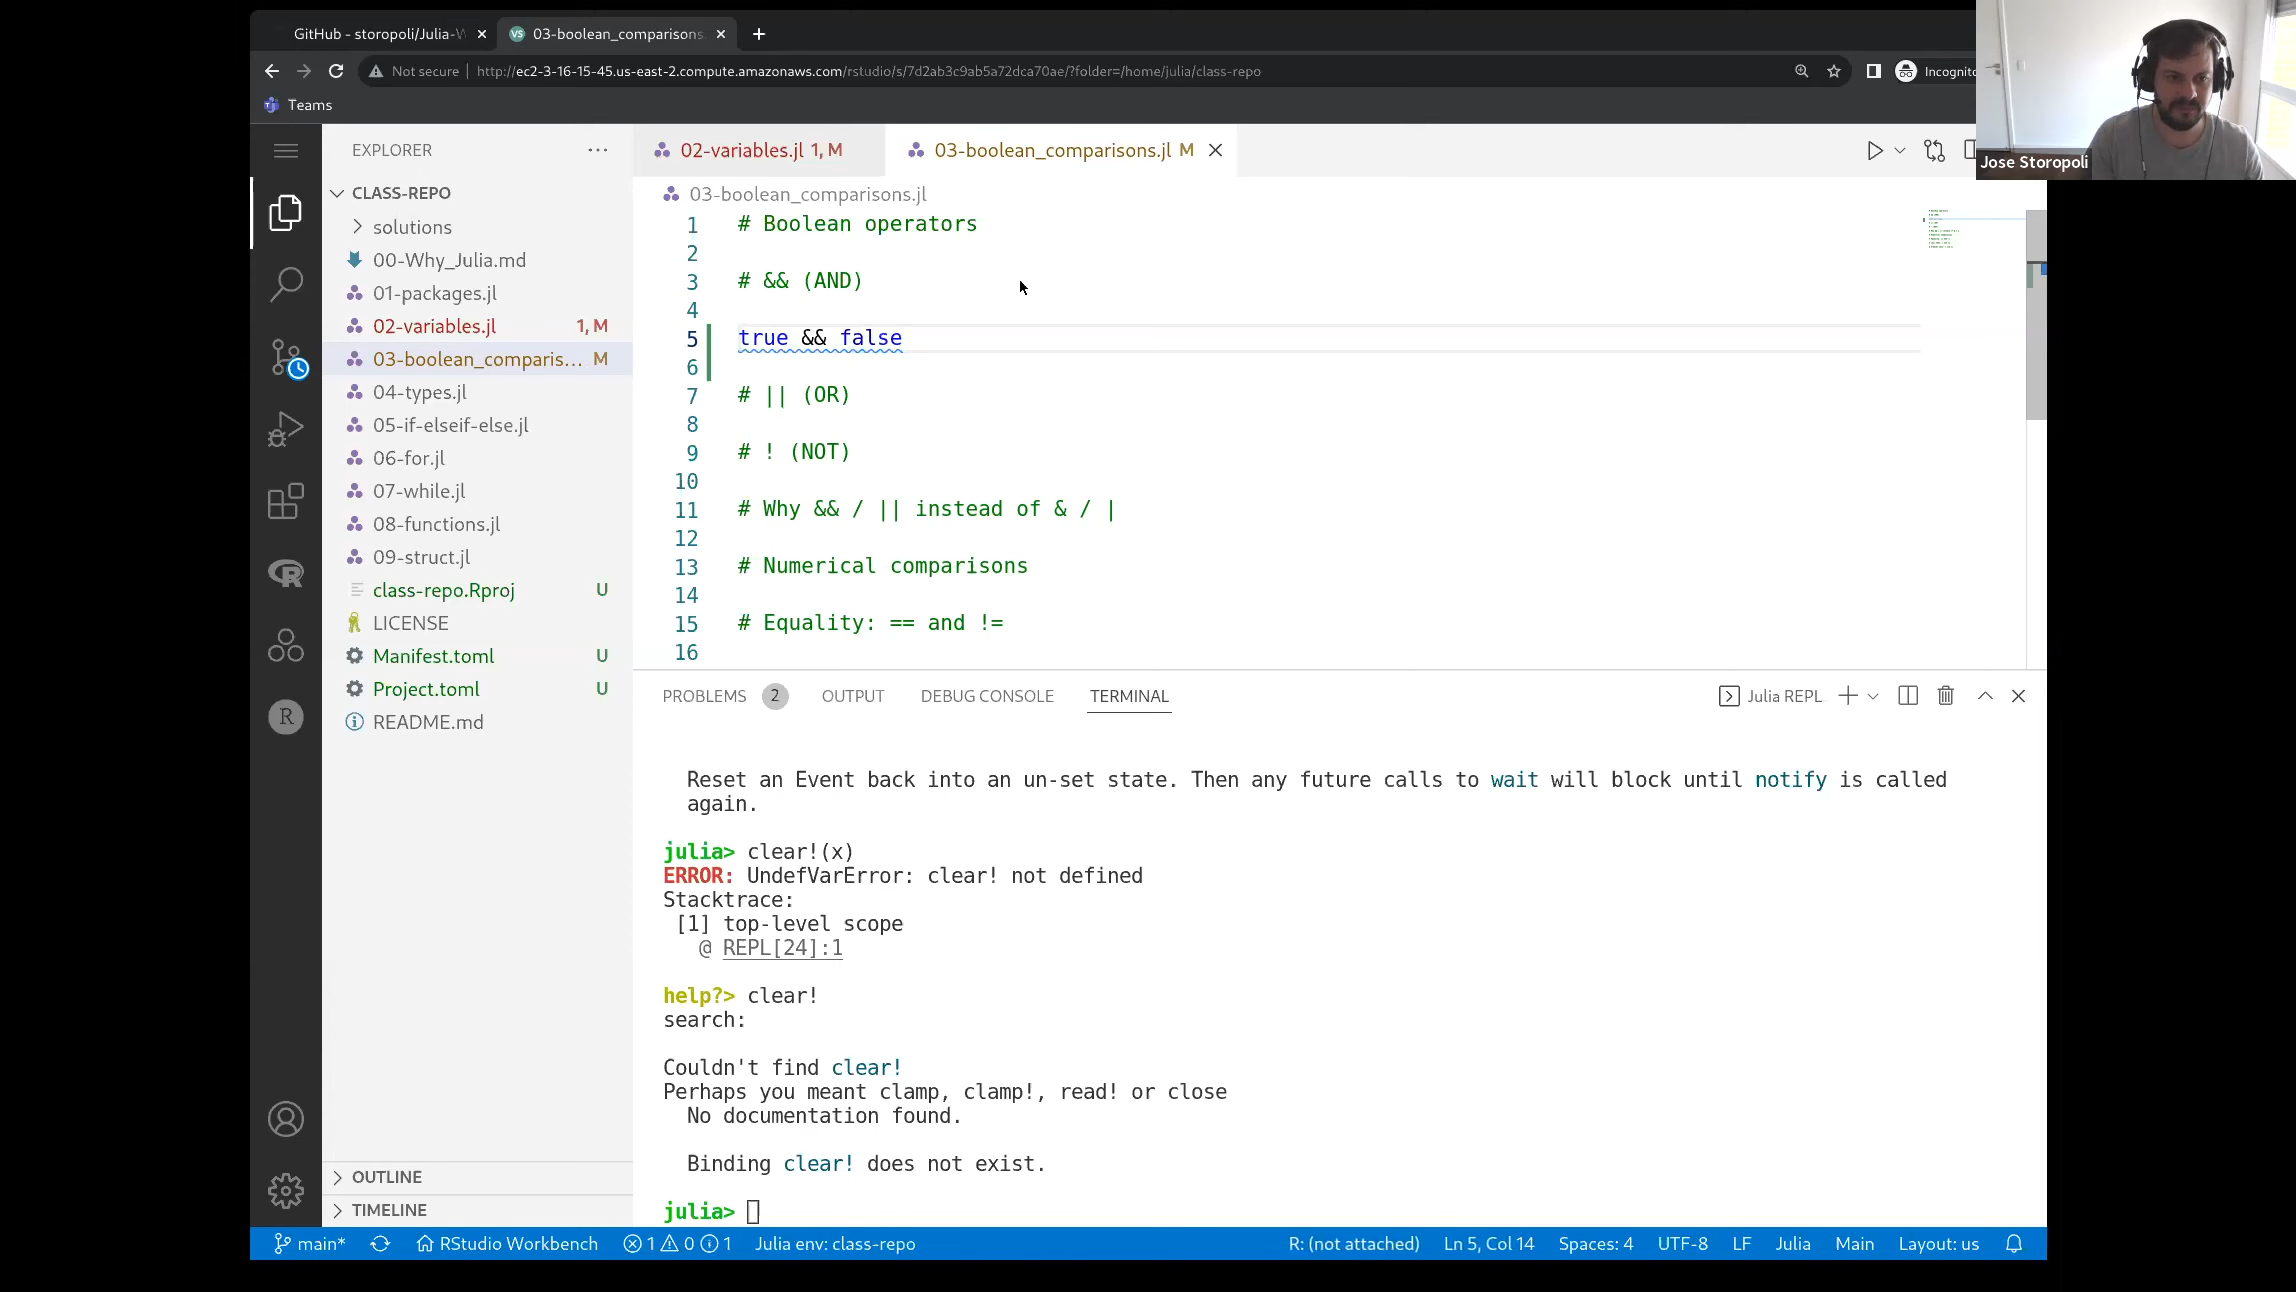 GitHub - storopoli/Julia-W
03-boolean_comparisons.
Not secure
http://ec2-3-16-15-45.us-east-2.compute.amazonaws.com/rstudio/s/7d2ab3c9ab5a72dca70ae/?folder=/home/julia/class-repo
Incognito
Teams
Jose Storopoli
EXPLORER
CLASS-REPO
solutions
00-Why_Julia.md
01-packages.jl
02-variables.jl 1, M
03-boolean_comparis... M
04-types.jl
05-if-elseif-else.jl
06-for.jl
07-while.jl
08-functions.jl
09-struct.jl
class-repo.Rproj U
LICENSE
Manifest.toml U
Project.toml U
README.md
OUTLINE
TIMELINE
02-variables.jl 1, M
03-boolean_comparisons.jl M
03-boolean_comparisons.jl
1 # Boolean operators
2
3 # && (AND)
4
5 true && false
6
7 # || (OR)
8
9 # ! (NOT)
10
11 # Why && / || instead of & / |
12
13 # Numerical comparisons
14
15 # Equality: == and !=
16
PROBLEMS 2 OUTPUT DEBUG CONSOLE TERMINAL
Julia REPL
Reset an Event back into an un-set state. Then any future calls to wait will block until notify is called
again.
julia> clear!(x)
ERROR: UndefVarError: clear! not defined
Stacktrace:
[1] top-level scope
@ REPL[24]:1
help?> clear!
search:
Couldn't find clear!
Perhaps you meant clamp, clamp!, read! or close
No documentation found.
Binding clear! does not exist.
julia>
main* RStudio Workbench 1 0 1 Julia env: class-repo
R: (not attached) Ln 5, Col 14 Spaces: 4 UTF-8 LF Julia Main Layout: us